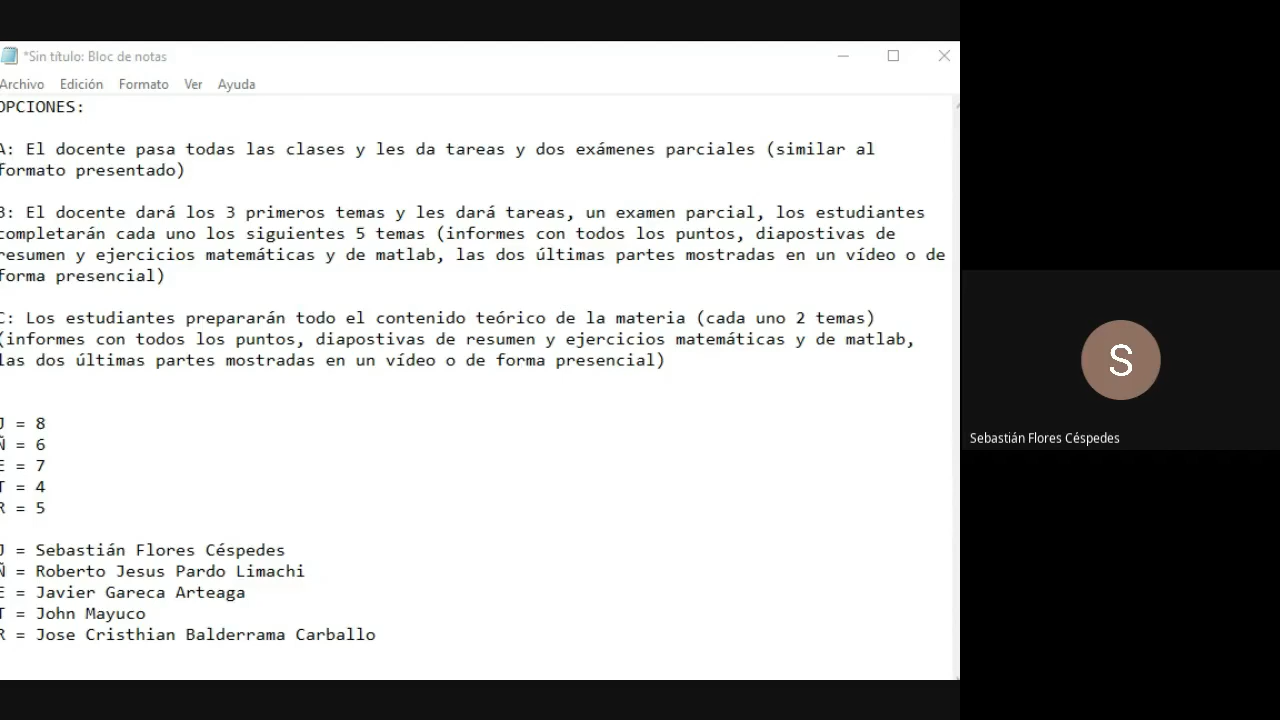 *Sin título: Bloc de notas
Archivo Edición Formato Ver Ayuda
OPCIONES:
A: El docente pasa todas las clases y les da tareas y dos exámenes parciales (similar al
formato presentado)
B: El docente dará los 3 primeros temas y les dará tareas, un examen parcial, los estudiantes
completarán cada uno los siguientes 5 temas (informes con todos los puntos, diapostivas de
resumen y ejercicios matemáticas y de matlab, las dos últimas partes mostradas en un vídeo o de
forma presencial)
C: Los estudiantes prepararán todo el contenido teórico de la materia (cada uno 2 temas)
(informes con todos los puntos, diapostivas de resumen y ejercicios matemáticas y de matlab,
las dos últimas partes mostradas en un vídeo o de forma presencial)
J = 8
Ñ = 6
E = 7
T = 4
R = 5
J = Sebastián Flores Céspedes
Ñ = Roberto Jesus Pardo Limachi
E = Javier Gareca Arteaga
T = John Mayuco
R = Jose Cristhian Balderrama Carballo
S
Sebastián Flores Céspedes